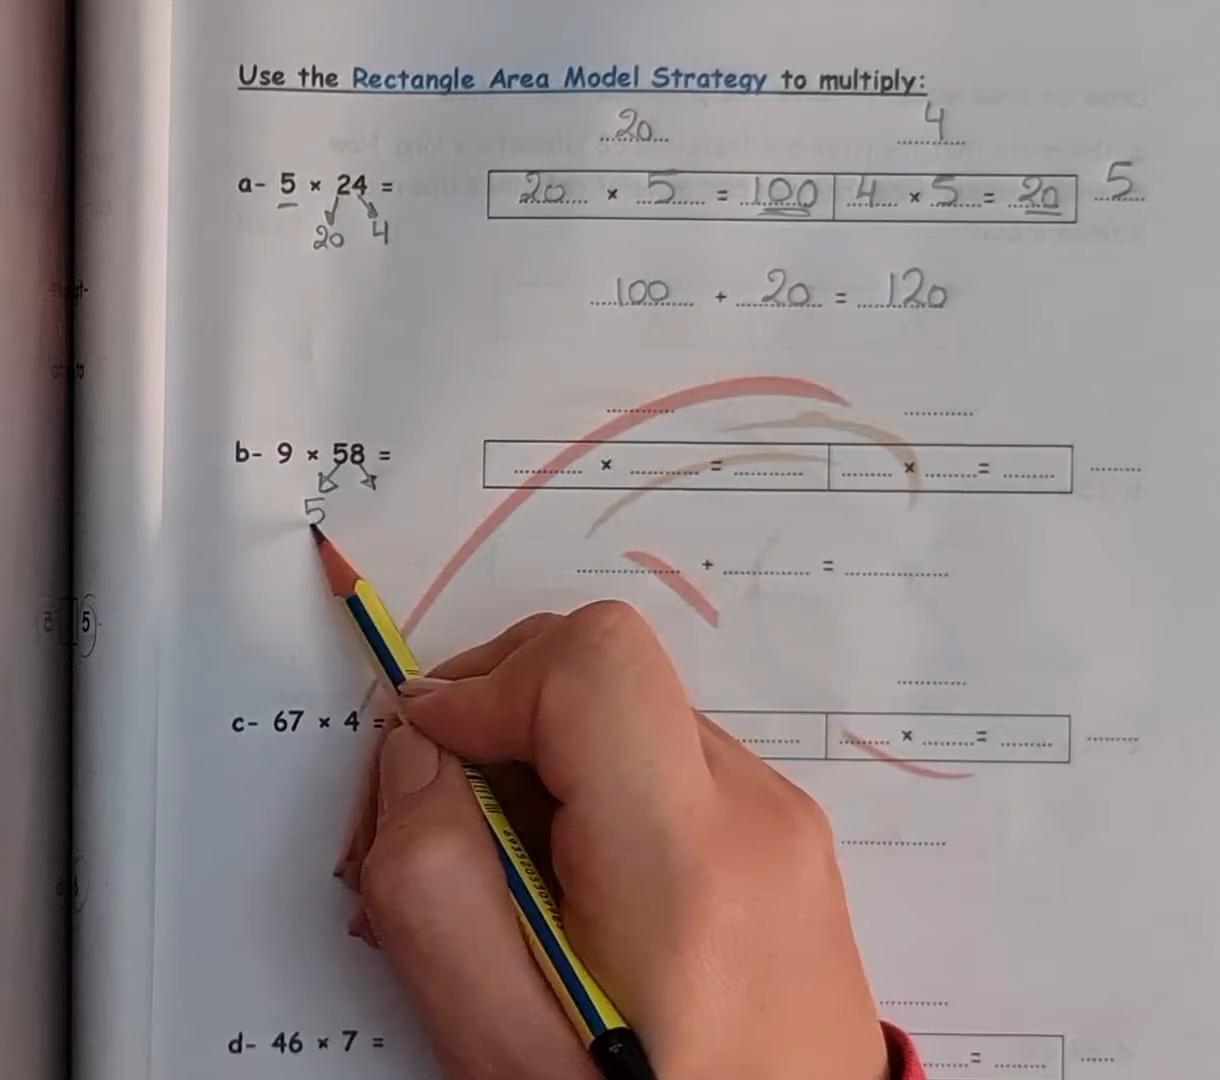 Use the Rectangle Area Model Strategy to multiply:
20 4
a- 5 × 24 = 20 × 5 = 100 4 × 5 = 20 5
20 4
100 + 20 = 120
b- 9 × 58 = × = × =
5
+ =
c- 67 × 4 = × =
d- 46 × 7 = =
5